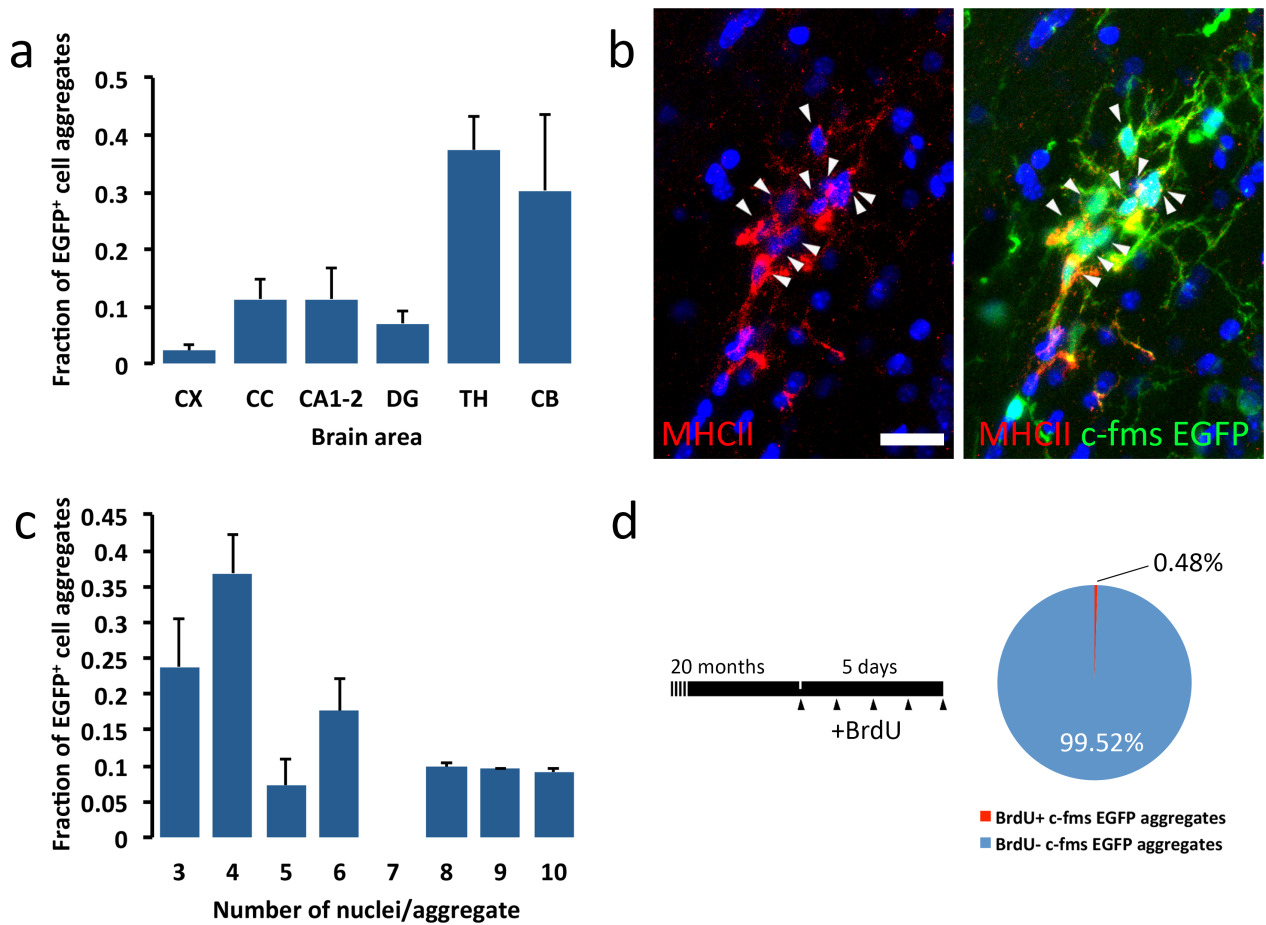 a
Fraction of EGFP+ cell aggregates
0.5
0.4
0.3
0.2
0.1
0
CX CC CA1-2 DG TH CB
Brain area
b
MHCII
MHCII c-fms EGFP
c
Fraction of EGFP+ cell aggregates
0.45
0.4
0.35
0.3
0.25
0.2
0.15
0.1
0.05
0
3 4 5 6 7 8 9 10
Number of nuclei/aggregate
d
20 months 5 days
+BrdU
0.48%
99.52%
BrdU+ c-fms EGFP aggregates
BrdU- c-fms EGFP aggregates